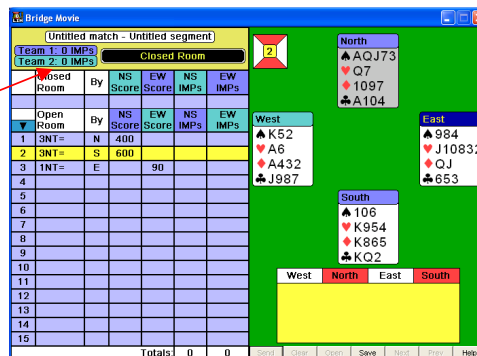 Bridge Movie
Untitled match - Untitled segment
Team 1: 0 IMPs
Team 2: 0 IMPs
Closed Room
Closed Room By NS Score EW Score NS IMPs EW IMPs
Open Room By NS Score EW Score NS IMPs EW IMPs
1 3NT= N 400
2 3NT= S 600
3 1NT= E 90
4
5
6
7
8
9
10
11
12
13
14
15
Totals: 0 0
2
North
♠ AQJ73
♥ Q7
♦ 1097
♣ A104
West
♠ K52
♥ A6
♦ A432
♣ J987
East
♠ 984
♥ J10832
♦ QJ
♣ 653
South
♠ 106
♥ K954
♦ K865
♣ KQ2
West North East South
Send Clear Open Save Next Prev Help